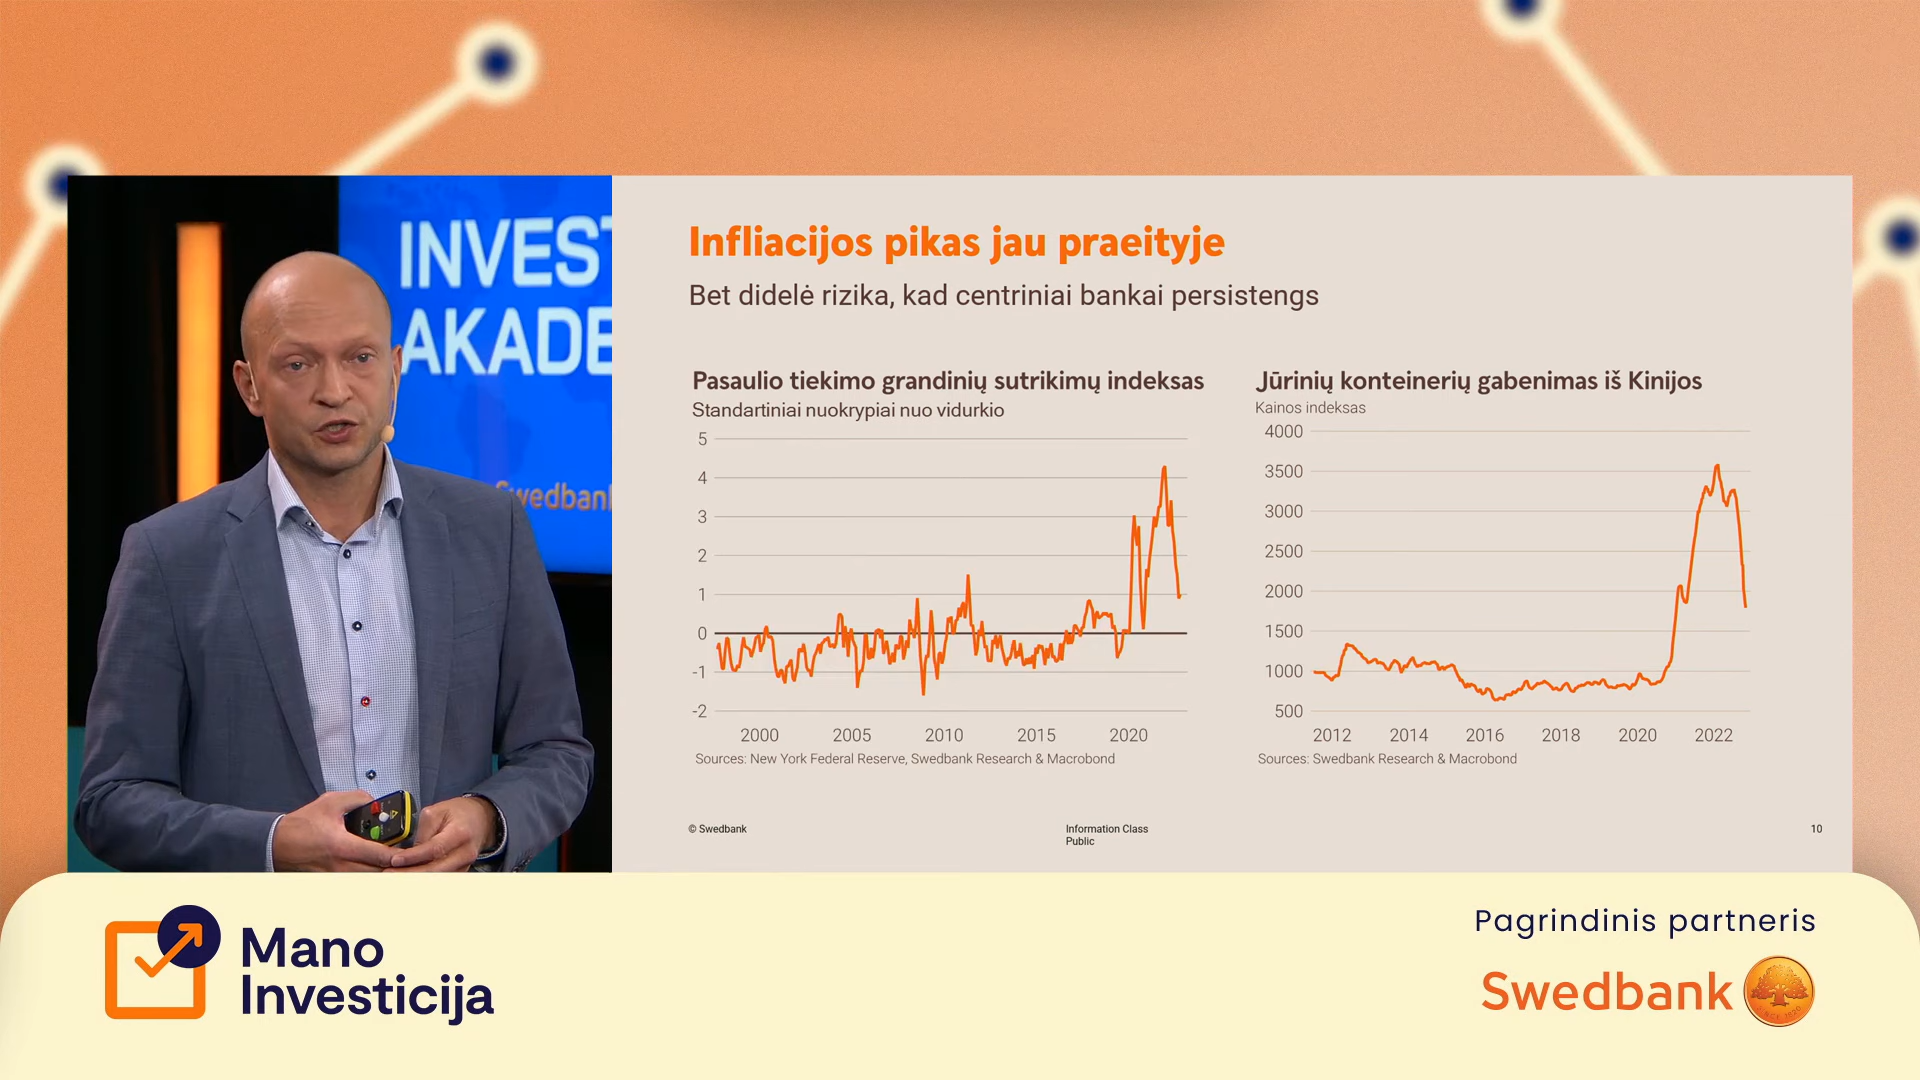 INVEST
AKADE
Swedbank
Infliacijos pikas jau praeityje
Bet didelė rizika, kad centriniai bankai persistengs
Pasaulio tiekimo grandinių sutrikimų indeksas
Standartiniai nuokrypiai nuo vidurkio
5
4
3
2
1
0
-1
-2
2000 2005 2010 2015 2020
Sources: New York Federal Reserve, Swedbank Research & Macrobond
Jūrinių konteinerių gabenimas iš Kinijos
Kainos indeksas
4000
3500
3000
2500
2000
1500
1000
500
2012 2014 2016 2018 2020 2022
Sources: Swedbank Research & Macrobond
© Swedbank
Information Class
Public
10
Mano
Investicija
Pagrindinis partneris
Swedbank